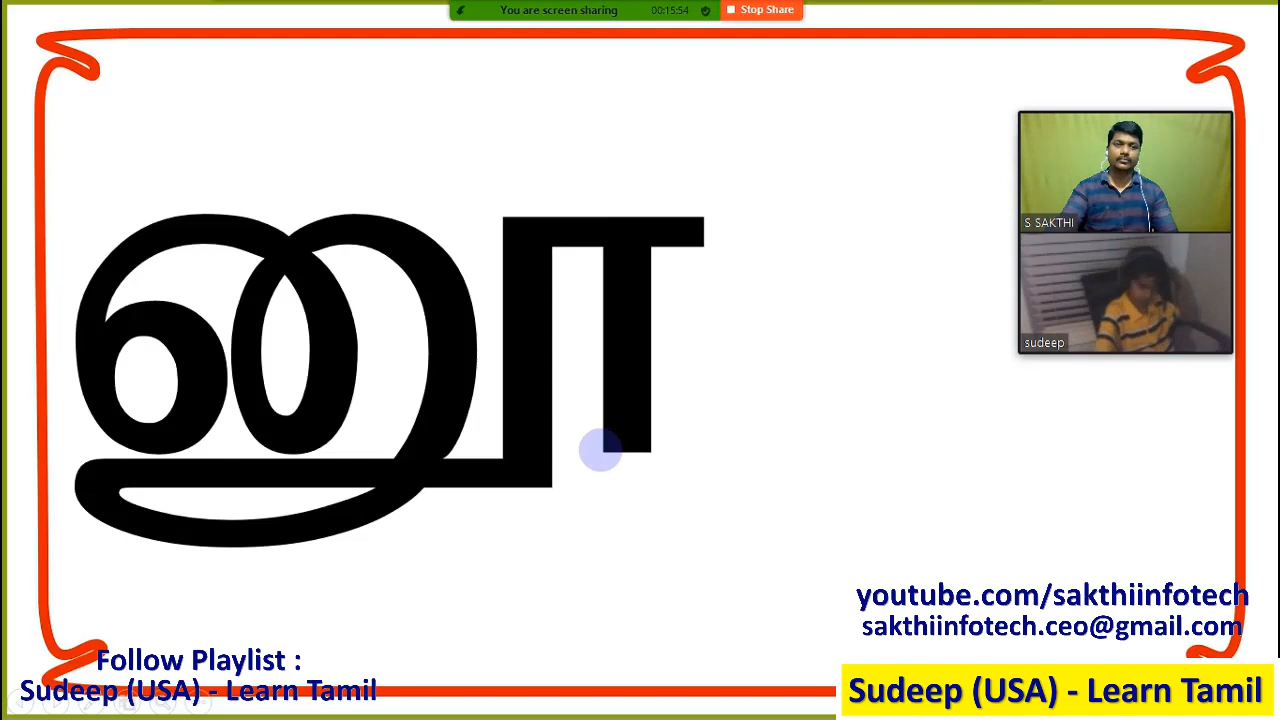 You are screen sharing 00:15:54 Stop Share
னூ
S SAKTHI
sudeep
youtube.com/sakthiinfotech
sakthiinfotech.ceo@gmail.com
Follow Playlist :
Sudeep (USA) - Learn Tamil
Sudeep (USA) - Learn Tamil